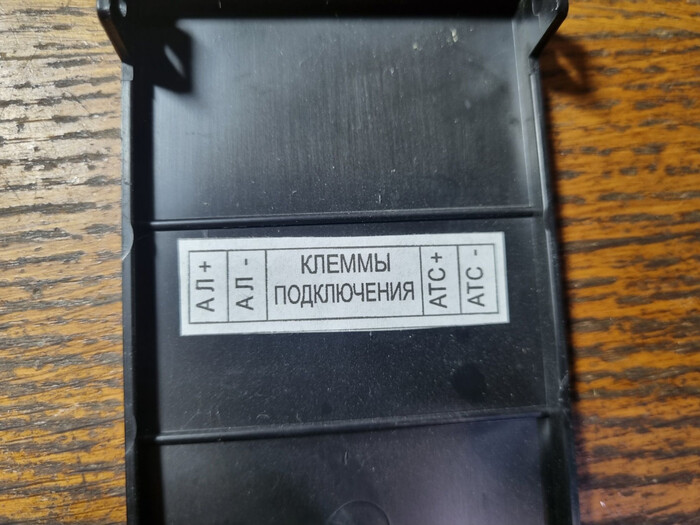 АЛ+
АЛ -
КЛЕММЫ
ПОДКЛЮЧЕНИЯ
АТС+
АТС -